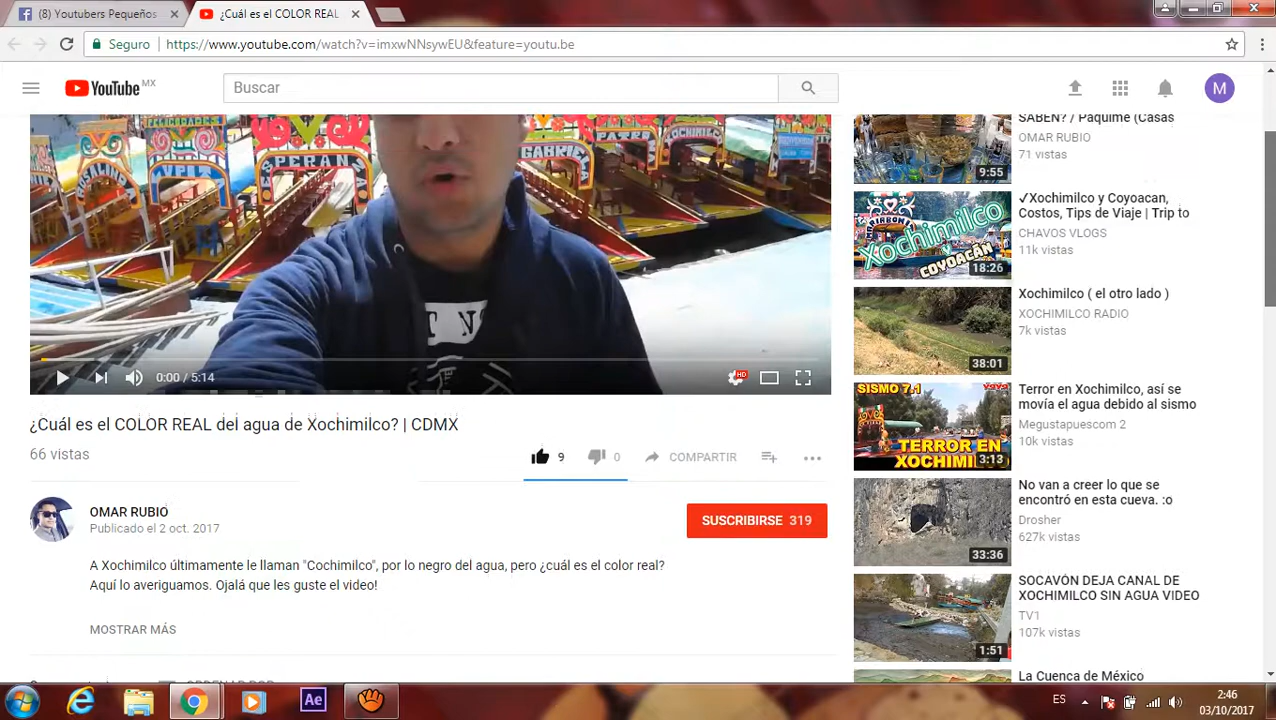 (8) Youtubers Pequeños
¿Cuál es el COLOR REAL
Seguro
https://www.youtube.com/watch?v=imxwNNsywEU&feature=youtu.be
YouTube MX
Buscar
M
ESPERANS
GABRIELA
XOCHIMILCO
0:00 / 5:14
HD
¿Cuál es el COLOR REAL del agua de Xochimilco? | CDMX
66 vistas
9
0
COMPARTIR
OMAR RUBIO
Publicado el 2 oct. 2017
SUSCRIBIRSE 319
A Xochimilco últimamente le llaman "Cochimilco", por lo negro del agua, pero ¿cuál es el color real?
Aquí lo averiguamos. Ojalá que les guste el video!
MOSTRAR MÁS
SABEN? / Paquime (Casas
OMAR RUBIO
71 vistas
9:55
✓Xochimilco y Coyoacan,
Costos, Tips de Viaje | Trip to
CHAVOS VLOGS
11k vistas
Xochimilco
Y
COYOACÁN
18:26
Xochimilco ( el otro lado )
XOCHIMILCO RADIO
7k vistas
38:01
Terror en Xochimilco, así se
movía el agua debido al sismo
Megustapuescom 2
10k vistas
SISMO 7.1
TERROR EN
XOCHIMI
3:13
No van a creer lo que se
encontró en esta cueva. :o
Drosher
627k vistas
33:36
SOCAVÓN DEJA CANAL DE
XOCHIMILCO SIN AGUA VIDEO
TV1
107k vistas
1:51
La Cuenca de México
Ae
ES
2:46
03/10/2017